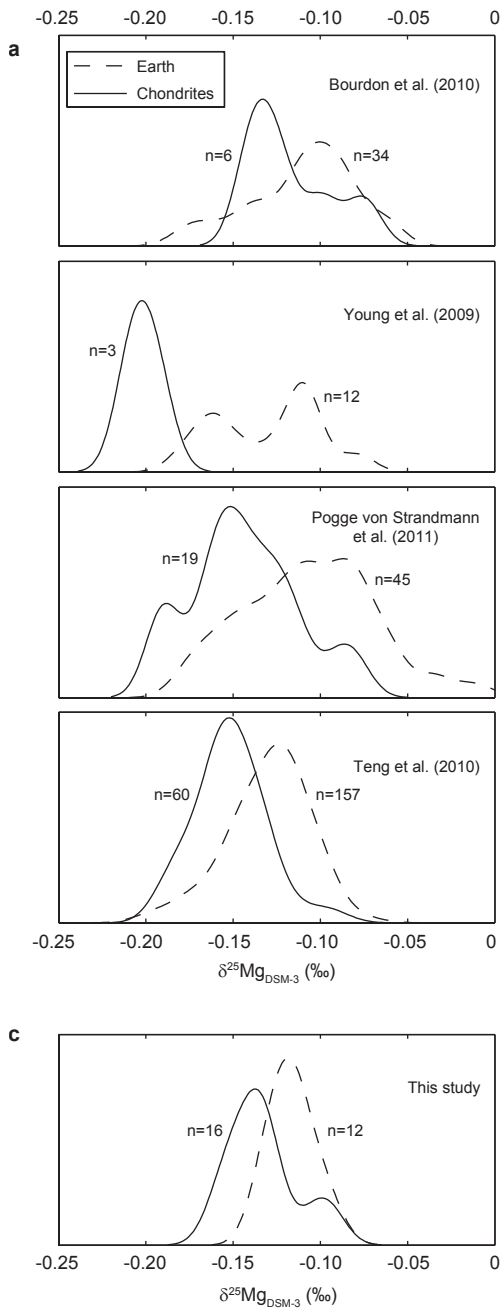 -0.25 -0.20 -0.15 -0.10 -0.05 0
a
Earth
Chondrites
Bourdon et al. (2010)
n=6
n=34
Young et al. (2009)
n=3
n=12
Pogge von Strandmann
et al. (2011)
n=19
n=45
Teng et al. (2010)
n=60
n=157
-0.25 -0.20 -0.15 -0.10 -0.05 0
δ²⁵Mg_DSM-3 (‰)
c
This study
n=16
n=12
-0.25 -0.20 -0.15 -0.10 -0.05 0
δ²⁵Mg_DSM-3 (‰)